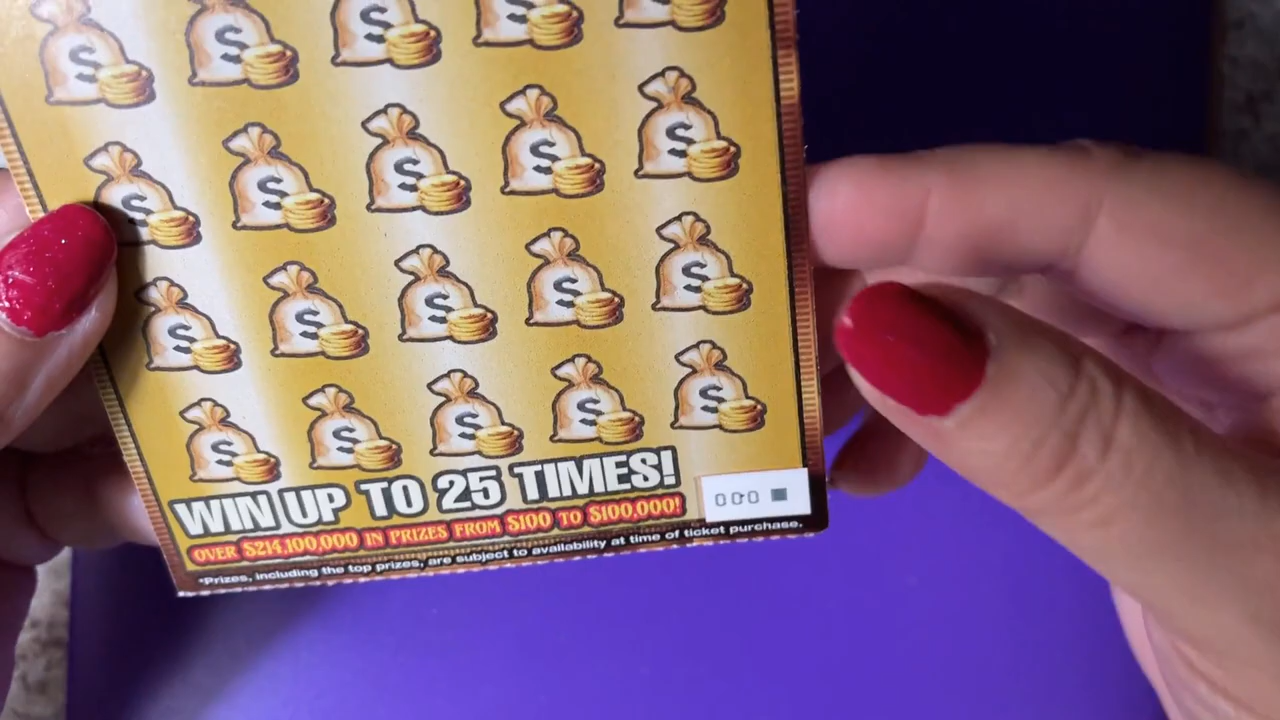 WIN UP TO 25 TIMES!
OVER $214,100,000 IN PRIZES FROM $100 TO $100,000!
000
*Prizes, including the top prizes, are subject to availability at time of ticket purchase.